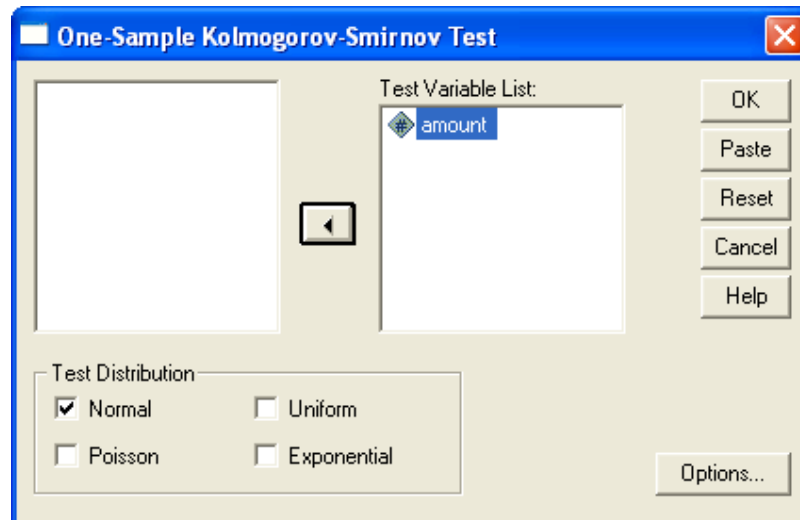 One-Sample Kolmogorov-Smirnov Test
Test Variable List:
# amount
OK
Paste
Reset
Cancel
Help
Test Distribution
Normal
Uniform
Poisson
Exponential
Options...